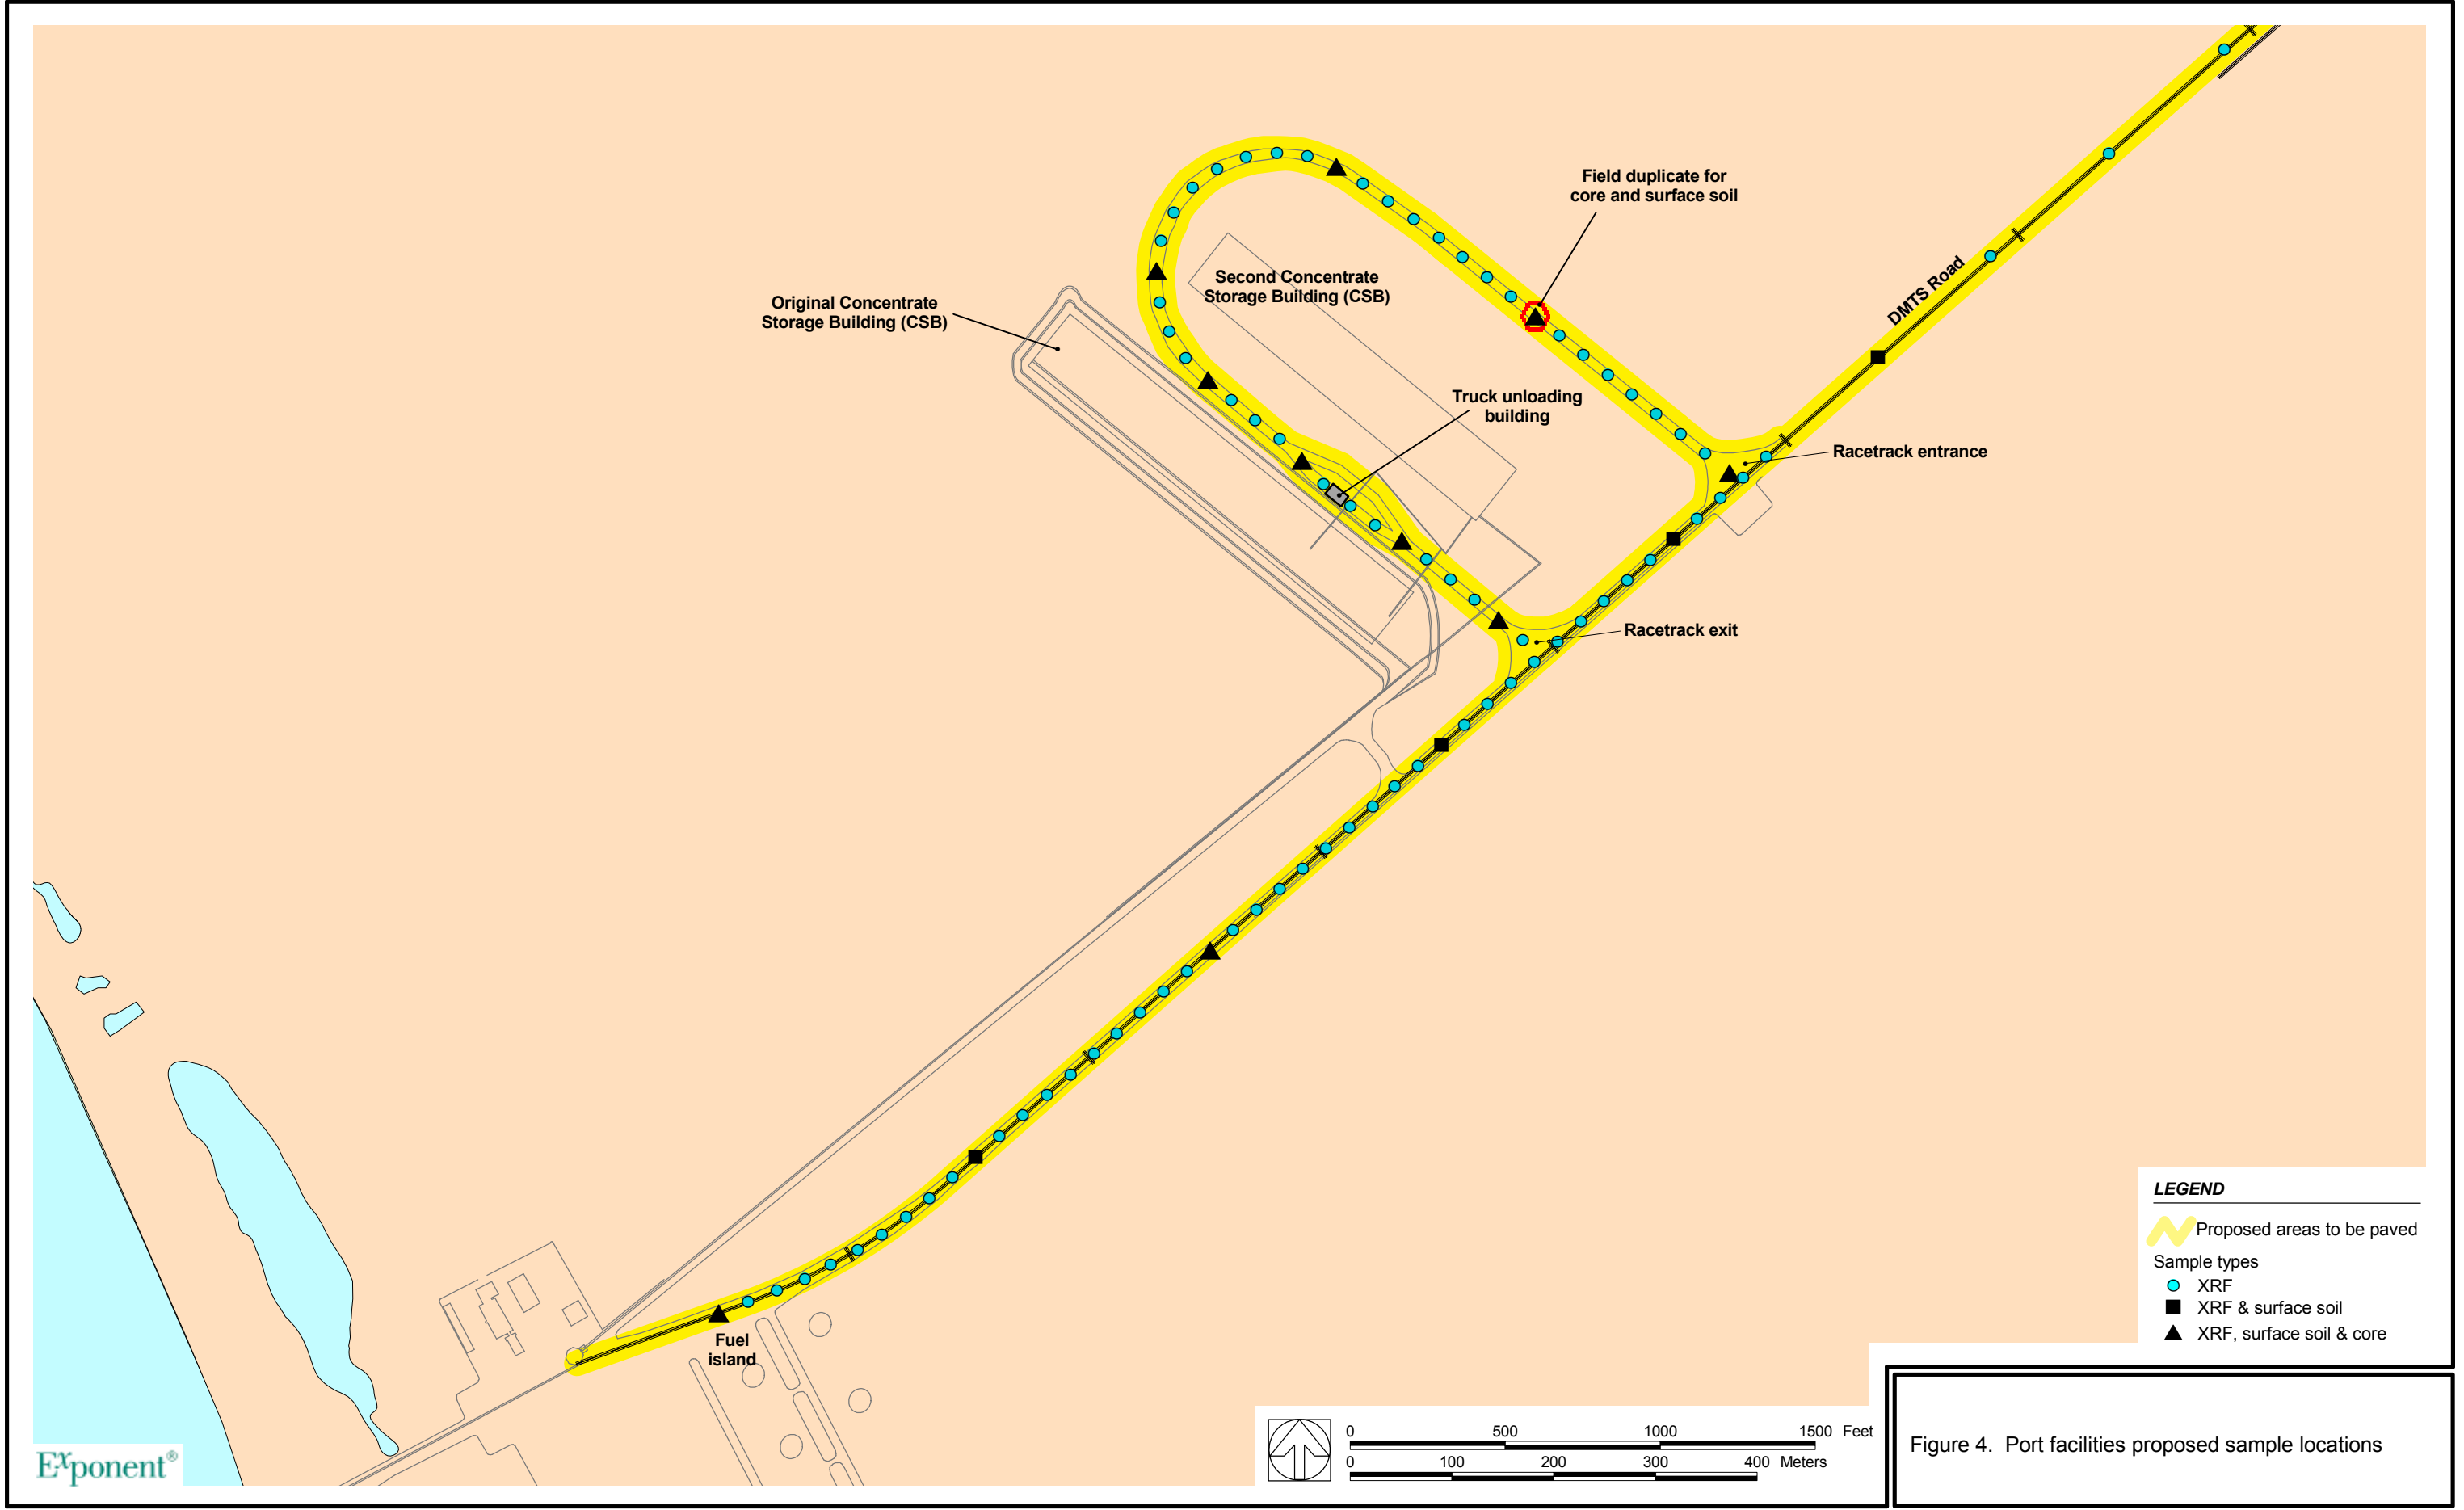 Field duplicate for
core and surface soil
DMTS Road
Second Concentrate
Storage Building (CSB)
Original Concentrate
Storage Building (CSB)
Truck unloading
building
Racetrack entrance
Racetrack exit
Fuel
island
LEGEND
Proposed areas to be paved
Sample types
XRF
XRF & surface soil
XRF, surface soil & core
0 500 1000 1500 Feet
0 100 200 300 400 Meters
Exponent®
Figure 4. Port facilities proposed sample locations